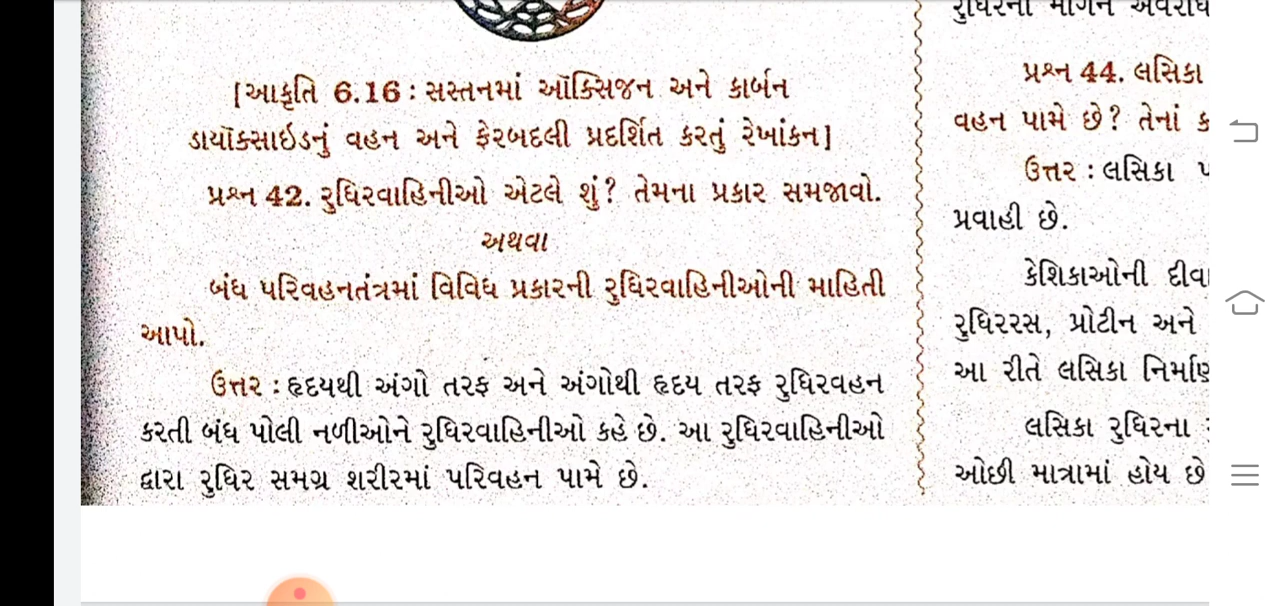 [આકૃતિ 6.16 : સસ્તનમાં ઑક્સિજન અને કાર્બન
ડાયૉક્સાઇડનું વહન અને ફેરબદલી પ્રદર્શિત કરતું રેખાંકન]
પ્રશ્ન 42. રુધિરવાહિનીઓ એટલે શું? તેમના પ્રકાર સમજાવો.
અથવા
બંધ પરિવહનતંત્રમાં વિવિધ પ્રકારની રુધિરવાહિનીઓની માહિતી
આપો.
ઉત્તર : હૃદયથી અંગો તરફ અને અંગોથી હૃદય તરફ રુધિરવહન
કરતી બંધ પોલી નળીઓને રુધિરવાહિનીઓ કહે છે. આ રુધિરવાહિનીઓ
દ્વારા રુધિર સમગ્ર શરીરમાં પરિવહન પામે છે.
રુધિરના માર્ગને
પ્રશ્ન 44. લસિકા
વહન પામે છે? તેનાં
ઉત્તર : લસિકા
પ્રવાહી છે.
કેશિકાઓની
રુધિરરસ, પ્રોટીન અને
આ રીતે લસિકા
લસિકા રુધિરના
ઓછી માત્રામાં હોય છે